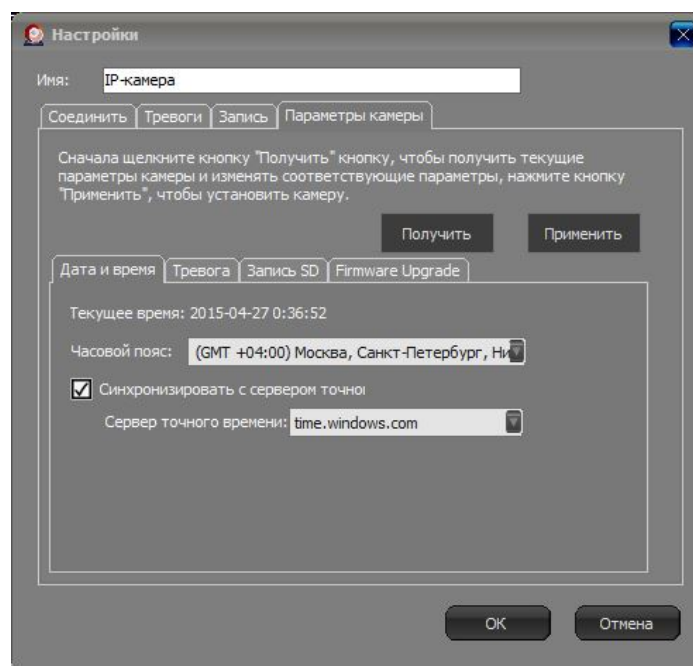 Настройки
Имя: IP-камера
Соединить Тревоги Запись Параметры камеры
Сначала щелкните кнопку "Получить" кнопку, чтобы получить текущие
параметры камеры и изменять соответствующие параметры, нажмите кнопку
"Применить", чтобы установить камеру.
Получить Применить
Дата и время Тревога Запись SD Firmware Upgrade
Текущее время: 2015-04-27 0:36:52
Часовой пояс: (GMT +04:00) Москва, Санкт-Петербург, Ни
Синхронизировать с сервером точно
Сервер точного времени: time.windows.com
OK Отмена